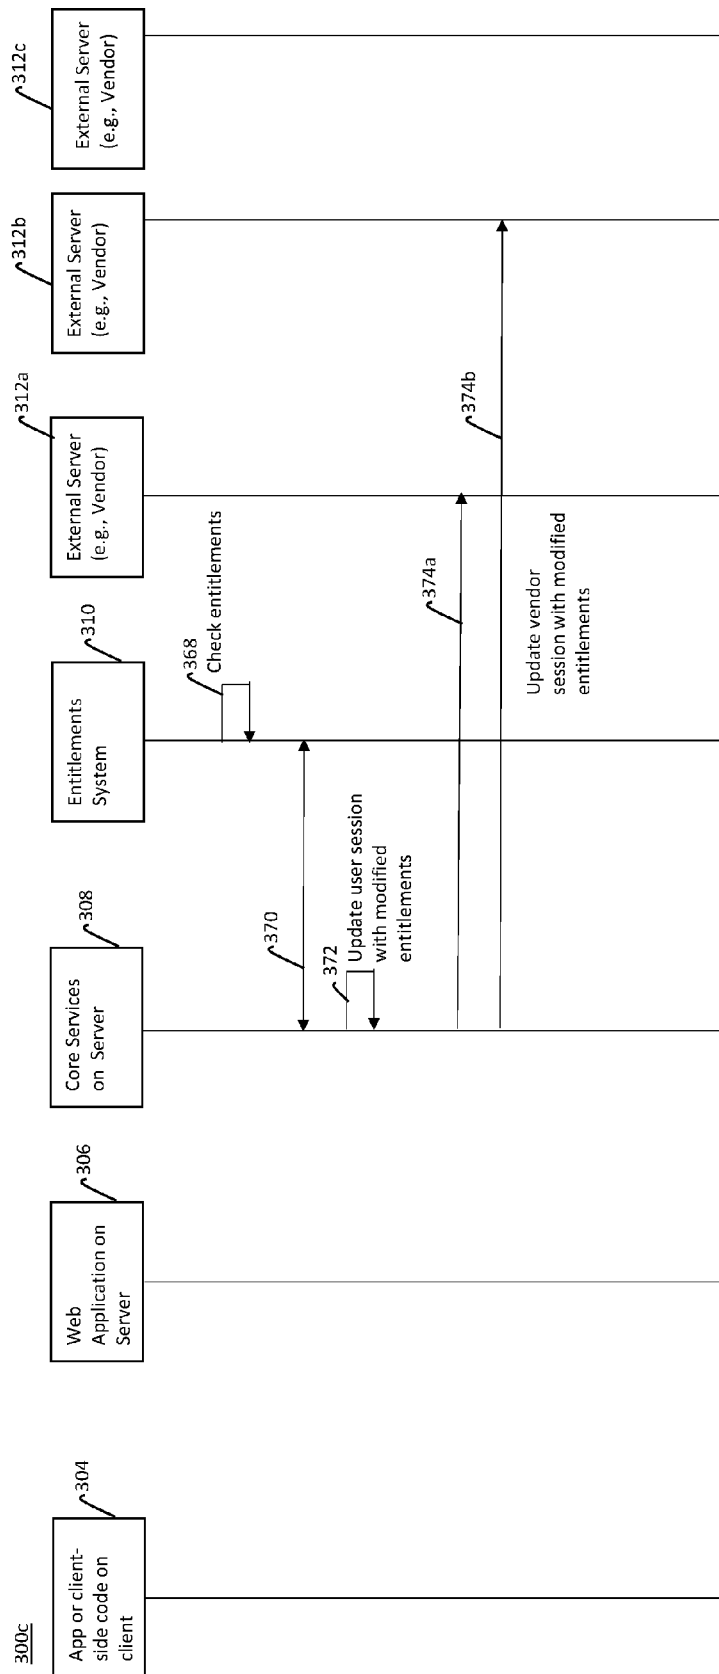 300c
304
App or client-
side code on
client
306
Web
Application on
Server
308
Core Services
on Server
310
Entitlements
System
312a
External Server
(e.g., Vendor)
312b
External Server
(e.g., Vendor)
312c
External Server
(e.g., Vendor)
368
Check entitlements
370
372
Update user session
with modified
entitlements
374a
374b
Update vendor
session with modified
entitlements